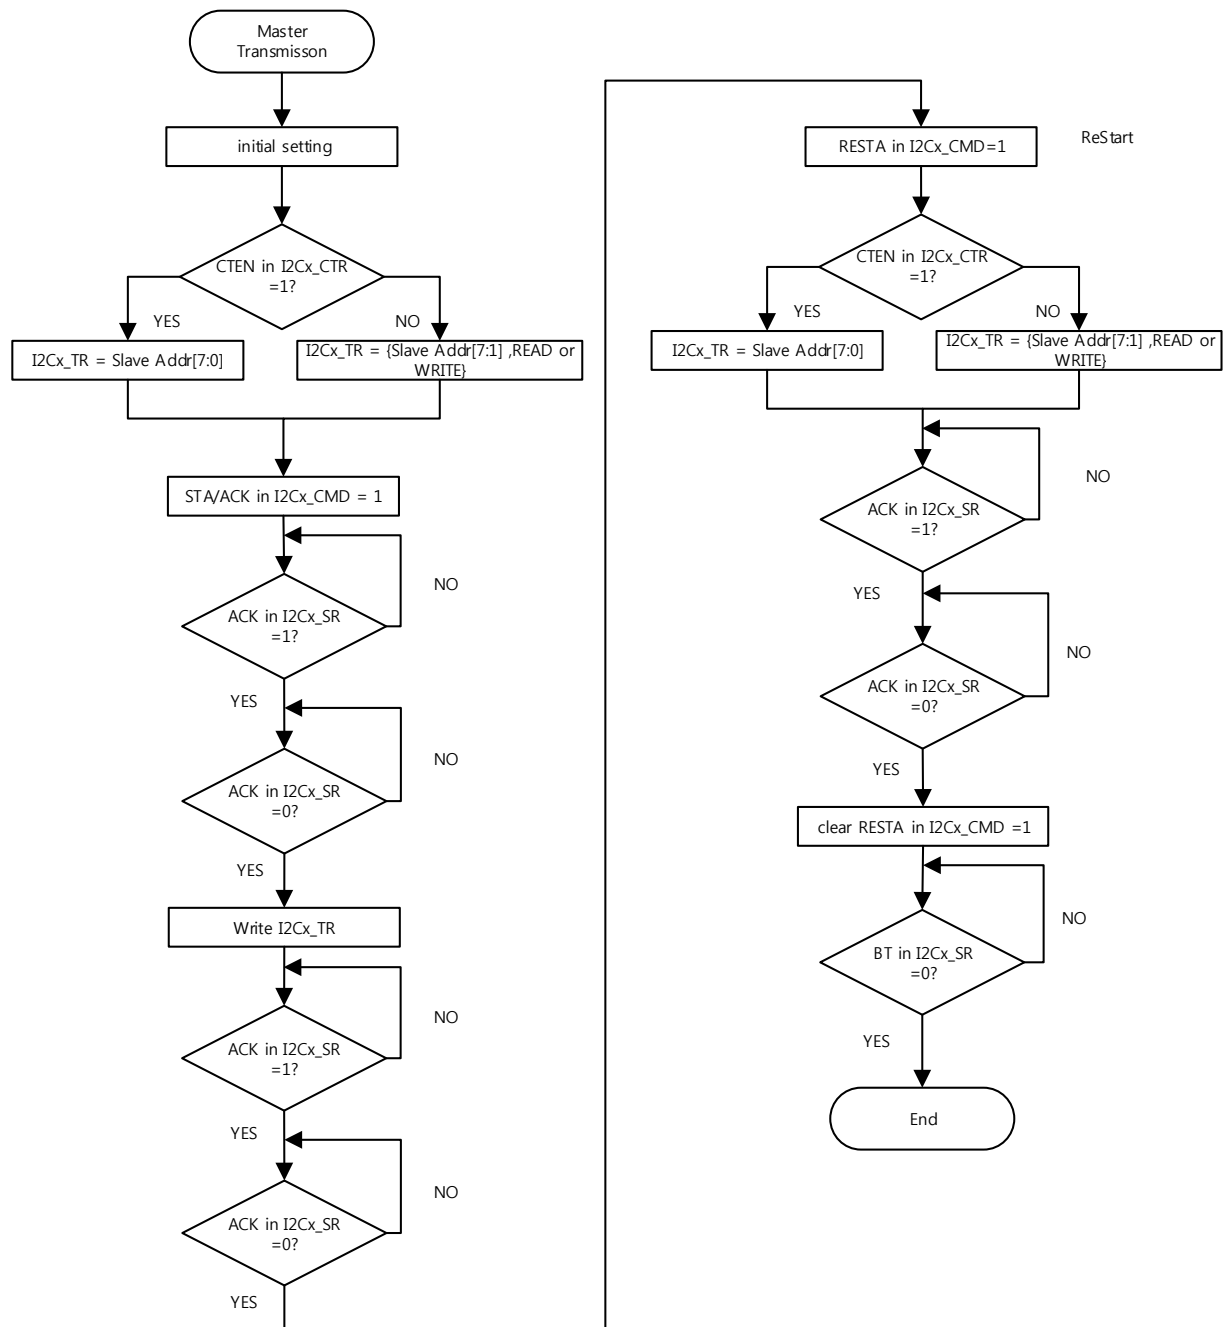 Master
Transmisson
initial setting
CTEN in I2Cx_CTR
=1?
YES
NO
I2Cx_TR = Slave Addr[7:0]
I2Cx_TR = {Slave Addr[7:1] ,READ or
WRITE}
STA/ACK in I2Cx_CMD = 1
NO
ACK in I2Cx_SR
=1?
YES
NO
ACK in I2Cx_SR
=0?
YES
Write I2Cx_TR
NO
ACK in I2Cx_SR
=1?
YES
NO
ACK in I2Cx_SR
=0?
YES
RESTA in I2Cx_CMD=1
ReStart
CTEN in I2Cx_CTR
=1?
YES
NO
I2Cx_TR = Slave Addr[7:0]
I2Cx_TR = {Slave Addr[7:1] ,READ or
WRITE}
NO
ACK in I2Cx_SR
=1?
YES
NO
ACK in I2Cx_SR
=0?
YES
clear RESTA in I2Cx_CMD =1
NO
BT in I2Cx_SR
=0?
YES
End